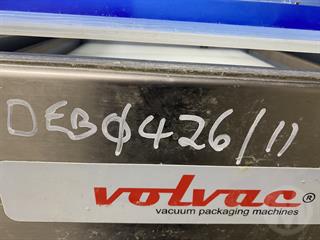 DEBØ426/11
volvac®
vacuum packaging machines